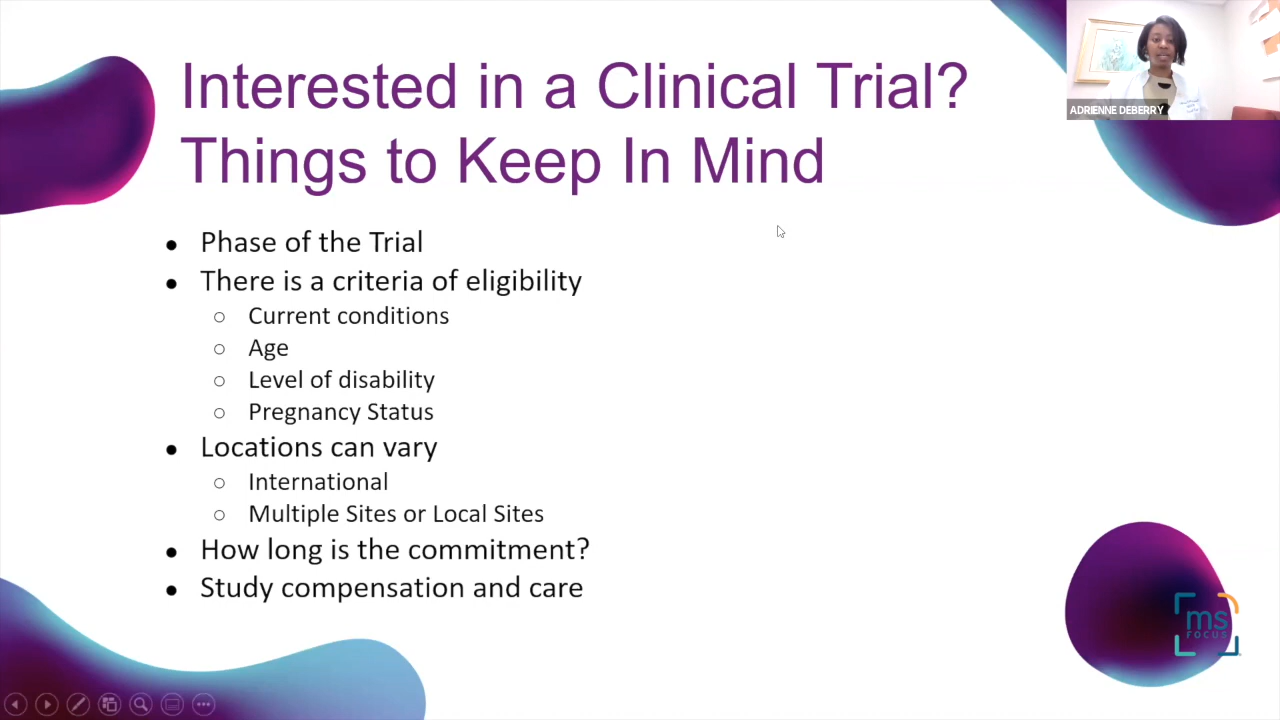 Interested in a Clinical Trial?
Things to Keep In Mind
ADRIENNE DEBERRY
● Phase of the Trial
● There is a criteria of eligibility
○ Current conditions
○ Age
○ Level of disability
○ Pregnancy Status
● Locations can vary
○ International
○ Multiple Sites or Local Sites
● How long is the commitment?
● Study compensation and care
ms
FOCUS